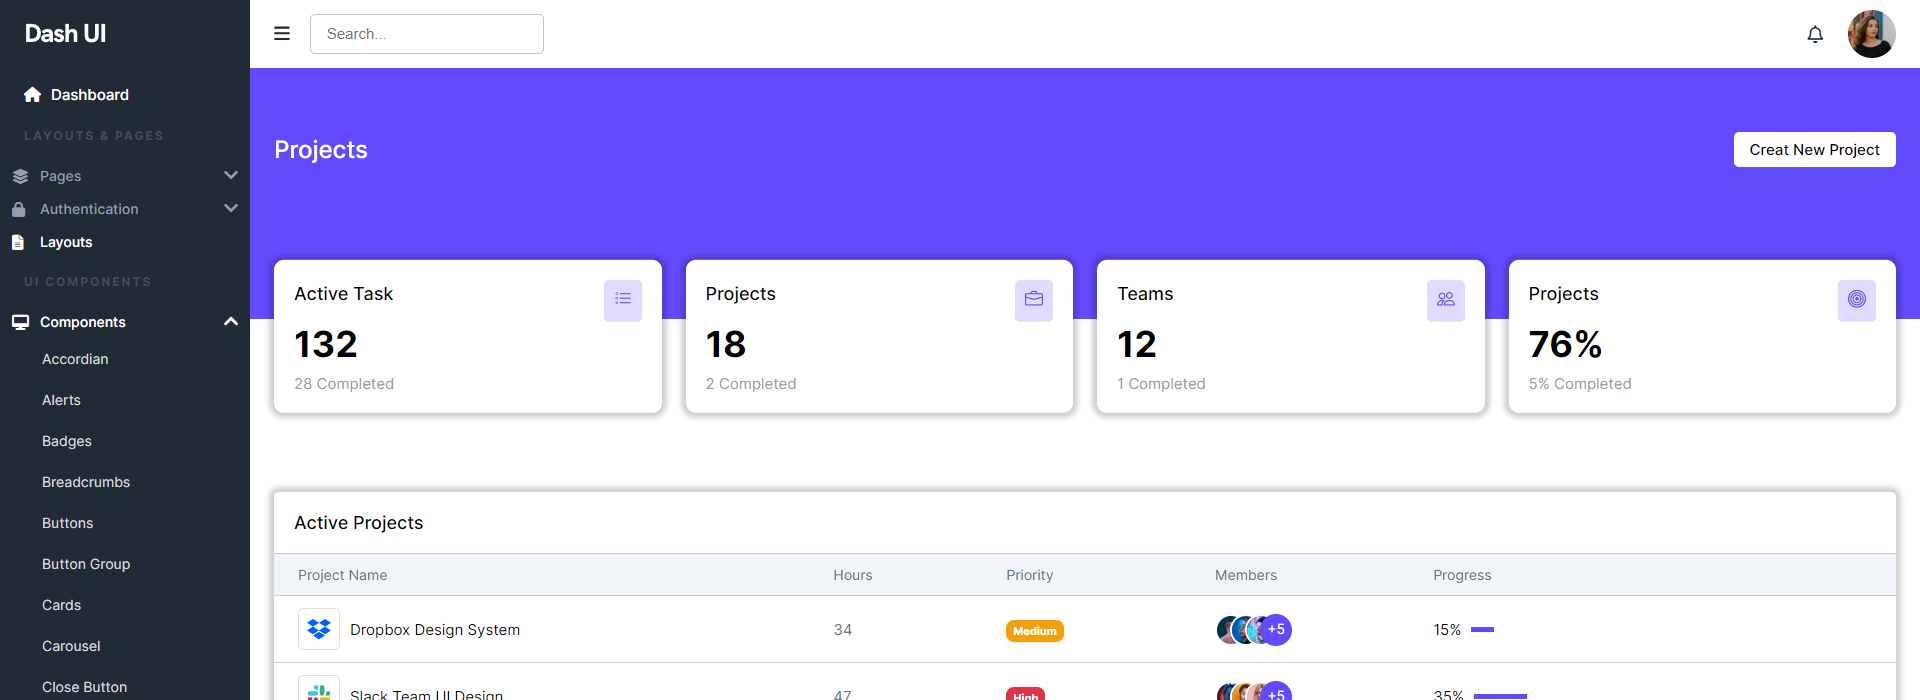 Dash UI
Search...
Dashboard
LAYOUTS & PAGES
Pages
Authentication
Layouts
UI COMPONENTS
Components
Accordian
Alerts
Badges
Breadcrumbs
Buttons
Button Group
Cards
Carousel
Close Button
Projects
Creat New Project
Active Task
132
28 Completed
Projects
18
2 Completed
Teams
12
1 Completed
Projects
76%
5% Completed
Active Projects
Project Name Hours Priority Members Progress
Dropbox Design System 34 Medium +5 15%
Slack Team UI Design 47 High +5 35%